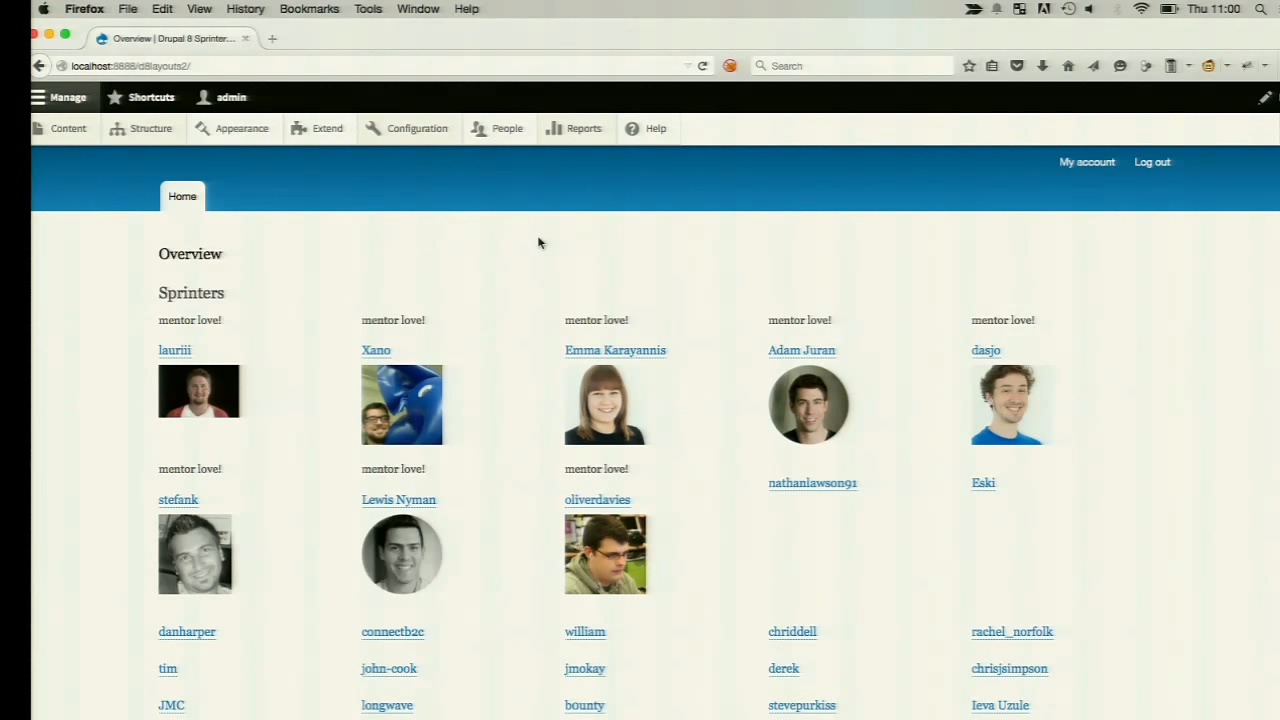 Firefox File Edit View History Bookmarks Tools Window Help Thu 11:00
Overview | Drupal 8 Sprinter...
localhost:8888/d8layouts2/ Search
Manage Shortcuts admin
Content Structure Appearance Extend Configuration People Reports Help
My account Log out
Home
Overview
Sprinters
mentor love! mentor love! mentor love! mentor love! mentor love!
lauriii Xano Emma Karayannis Adam Juran dasjo
mentor love! mentor love! mentor love!
nathanlawson91 Eski
stefank Lewis Nyman oliverdavies
danharper connectb2c william chriddell rachel_norfolk
tim john-cook jmokay derek chrisjsimpson
JMC longwave bounty stevepurkiss Ieva Uzule